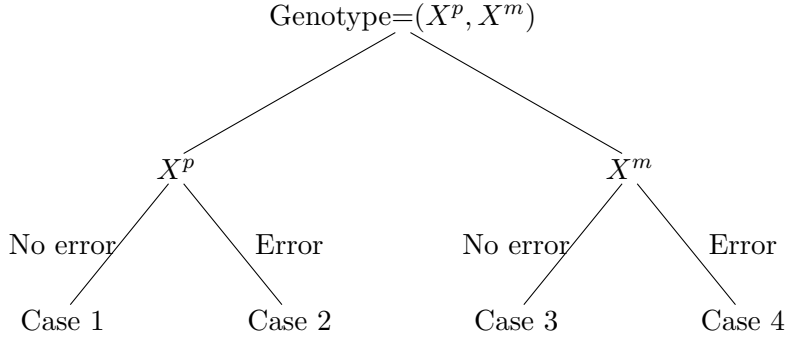 Genotype=(X^p, X^m)
X^p X^m
No error Error No error Error
Case 1 Case 2 Case 3 Case 4